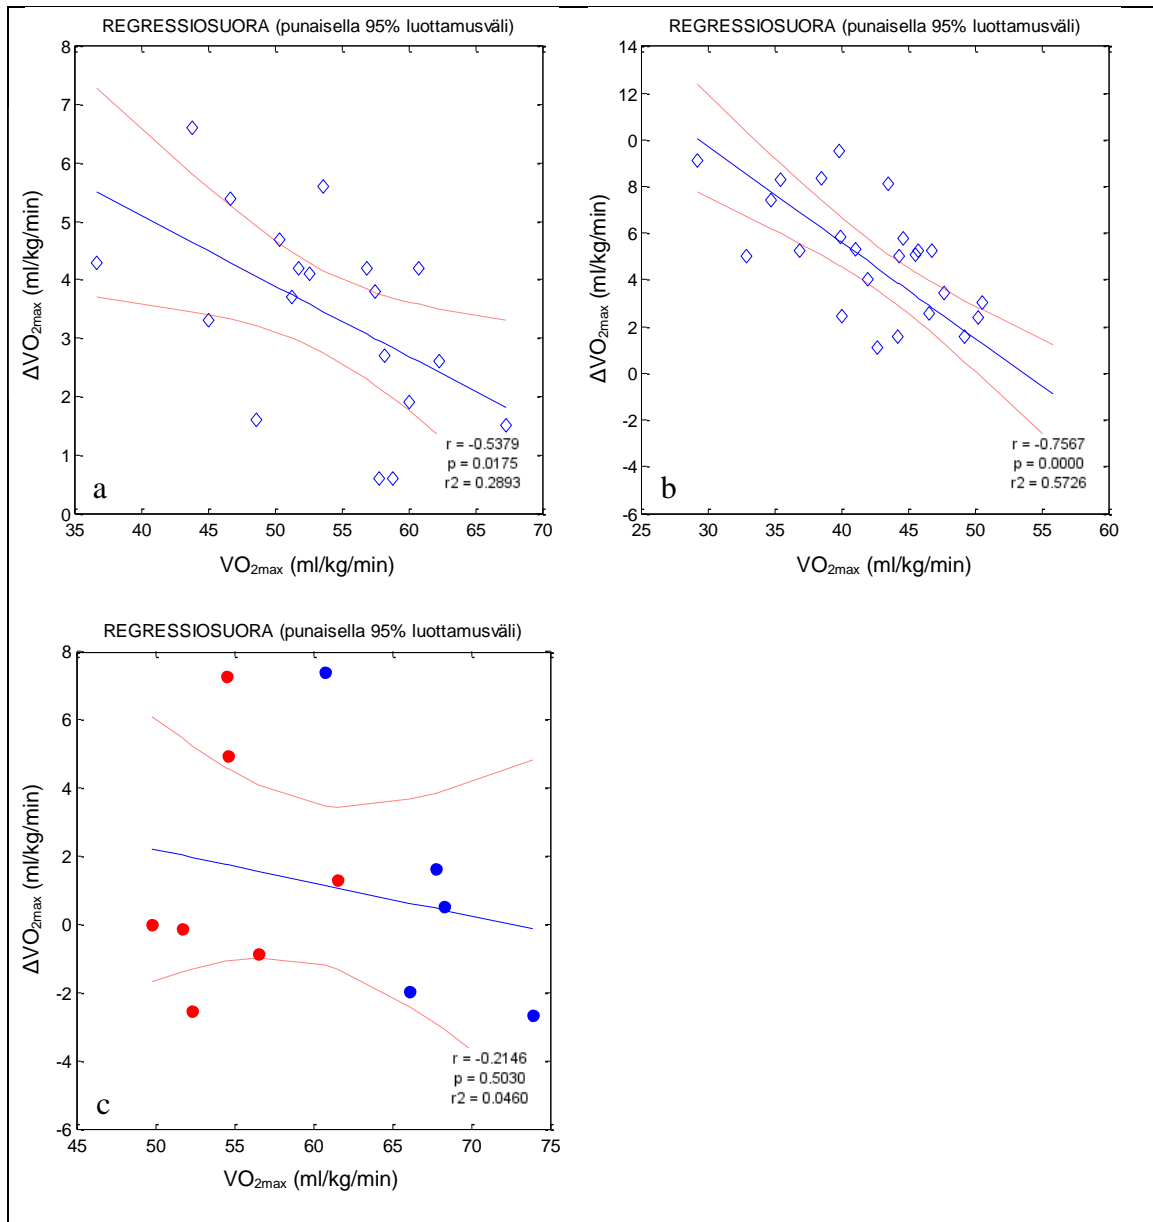 REGRESSIOSUORA (punaisella 95% luottamusväli)
8
7
6
5
4
3
2
1
0
ΔVO2max (ml/kg/min)
35 40 45 50 55 60 65 70
VO2max (ml/kg/min)
r = -0.5379
p = 0.0175
r2 = 0.2893
a
REGRESSIOSUORA (punaisella 95% luottamusväli)
14
12
0
8
6
4
2
0
-2
-4
-6
ΔVO2max (ml/kg/min)
25 30 35 40 45 50 55 60
VO2max (ml/kg/min)
r = -0.7567
p = 0.0000
r2 = 0.5726
b
REGRESSIOSUORA (punaisella 95% luottamusväli)
8
6
4
2
0
-2
-4
-6
ΔVO2max (ml/kg/min)
45 50 55 60 65 70 75
VO2max (ml/kg/min)
r = -0.2146
p = 0.5030
r2 = 0.0460
c